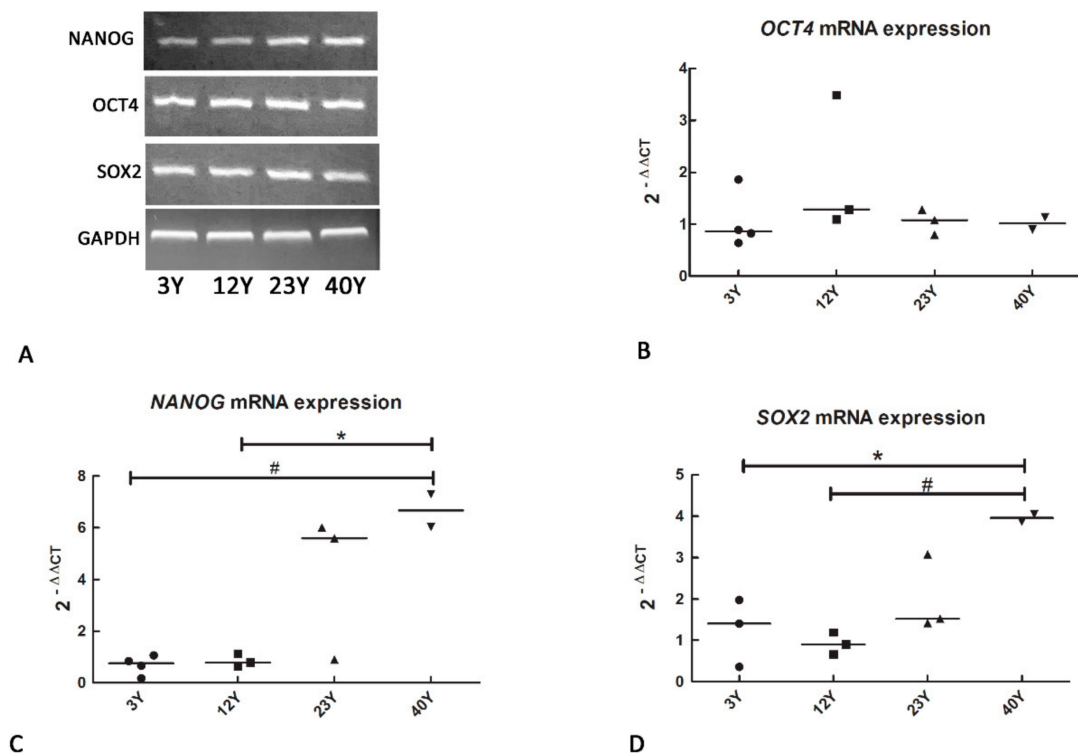 NANOG
OCT4
SOX2
GAPDH
3Y 12Y 23Y 40Y
A
OCT4 mRNA expression
2 - ΔΔCT
4
3
2
1
0
3Y 12Y 23Y 40Y
B
NANOG mRNA expression
*
#
2 - ΔΔCT
8
6
4
2
0
3Y 12Y 23Y 40Y
C
SOX2 mRNA expression
*
#
2 - ΔΔCT
5
4
3
2
1
0
3Y 12Y 23Y 40Y
D